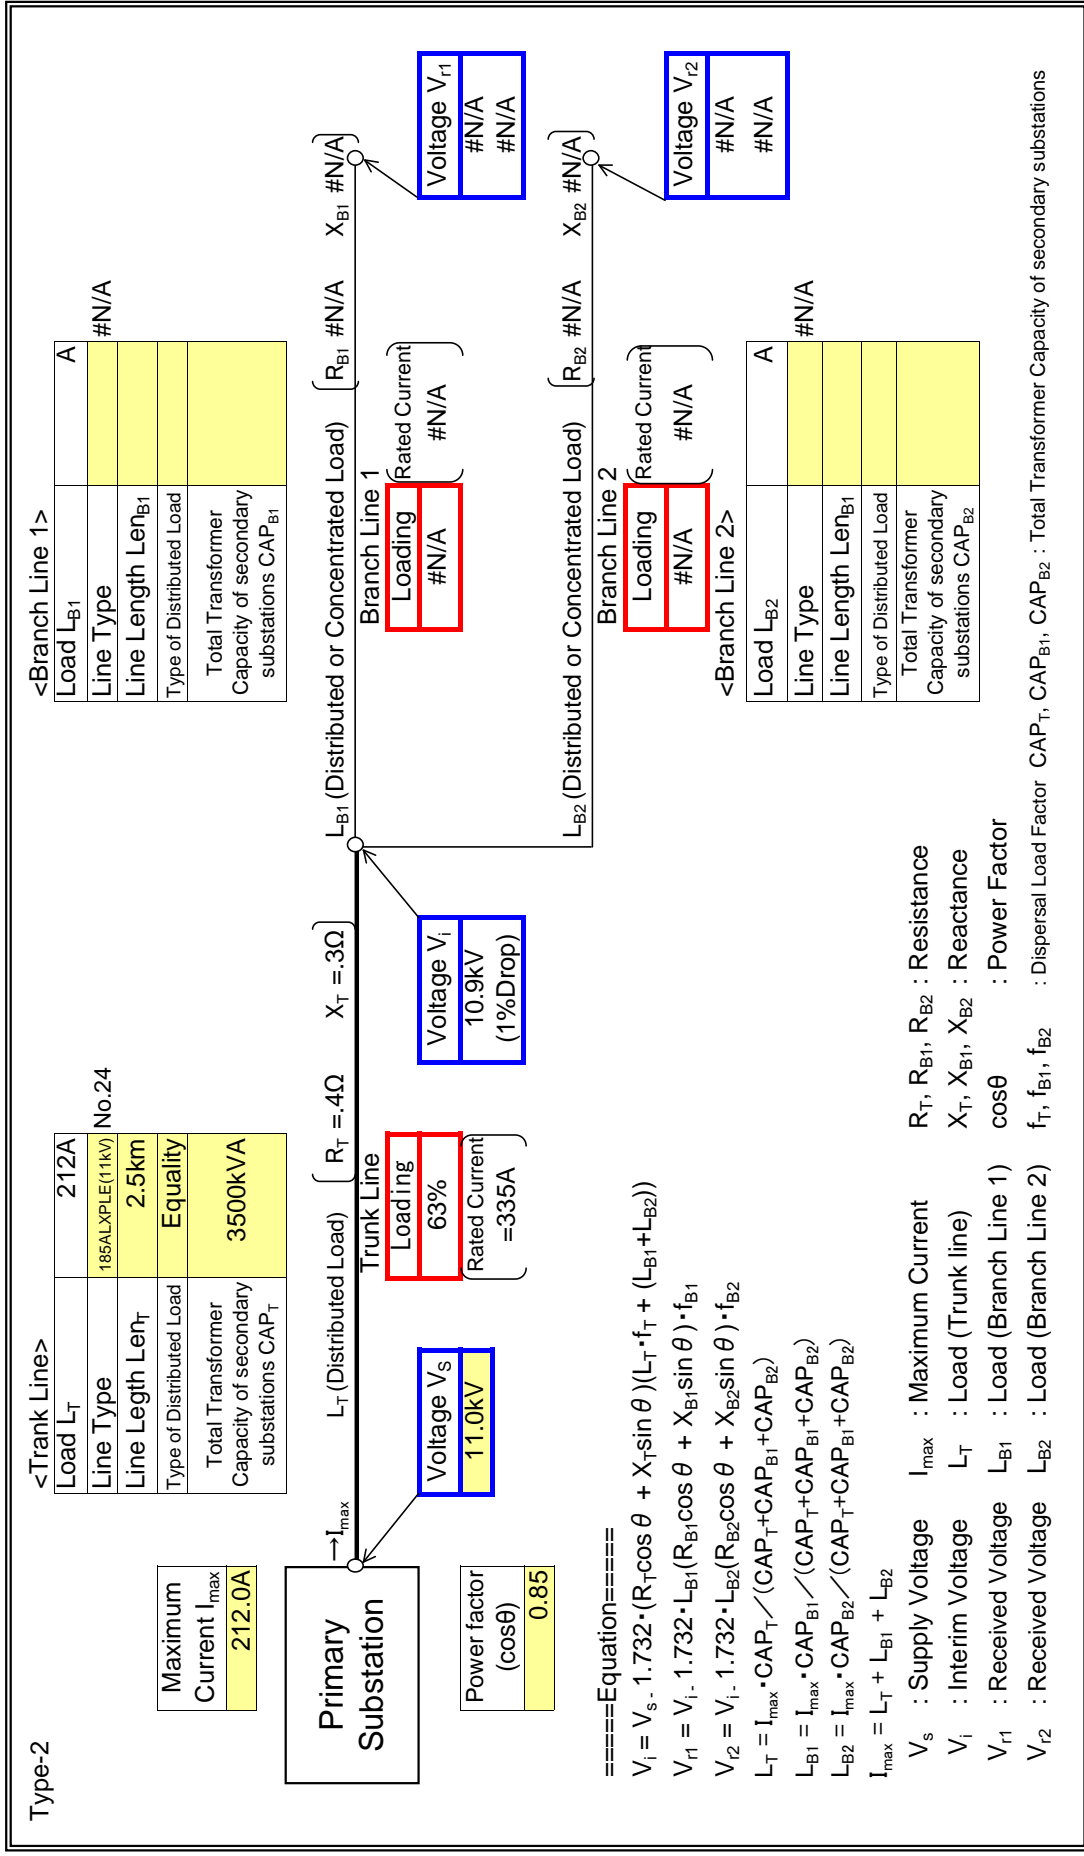 Type-2
Maximum
Current Imax
212.0A
<Trank Line>
Load LT 212A
Line Type 185ALXPLE(11kV) No.24
Line Legth LenT 2.5km
Type of Distributed Load Equality
Total Transformer
Capacity of secondary
substations CAPT
3500kVA
<Branch Line 1>
Load LB1 A
Line Type #N/A
Line Length LenB1
Type of Distributed Load
Total Transformer
Capacity of secondary
substations CAPB1
Primary
Substation
→Imax
LT (Distributed Load) RT =.4Ω XT =.3Ω
LB1 (Distributed or Concentrated Load) RB1 #N/A XB1 #N/A
Trunk Line
Loading
63%
Rated Current
=335A
Branch Line 1
Loading
#N/A
Rated Current
#N/A
Voltage VS
11.0kV
Voltage Vi
10.9kV
(1%Drop)
Voltage Vr1
#N/A
#N/A
Power factor
(cosθ)
0.85
LB2 (Distributed or Concentrated Load) RB2 #N/A XB2 #N/A
Branch Line 2
Loading
#N/A
Rated Current
#N/A
Voltage Vr2
#N/A
#N/A
<Branch Line 2>
Load LB2 A
Line Type #N/A
Line Length LenB1
Type of Distributed Load
Total Transformer
Capacity of secondary
substations CAPB2
=====Equation=====
Vi = Vs - 1.732・(RTcos θ + XTsin θ)(LT・fT + (LB1+LB2))
Vr1 = Vi - 1.732・LB1(RB1cos θ + XB1sin θ)・fB1
Vr2 = Vi - 1.732・LB2(RB2cos θ + XB2sin θ)・fB2
LT = Imax・CAPT／(CAPT+CAPB1+CAPB2)
LB1 = Imax・CAPB1／(CAPT+CAPB1+CAPB2)
LB2 = Imax・CAPB2／(CAPT+CAPB1+CAPB2)
Imax = LT + LB1 + LB2
Vs : Supply Voltage Imax : Maximum Current RT, RB1, RB2 : Resistance
Vi : Interim Voltage LT : Load (Trunk line) XT, XB1, XB2 : Reactance
Vr1 : Received Voltage LB1 : Load (Branch Line 1) cosθ : Power Factor
Vr2 : Received Voltage LB2 : Load (Branch Line 2) fT, fB1, fB2 : Dispersal Load Factor CAPT, CAPB1, CAPB2 : Total Transformer Capacity of secondary substations